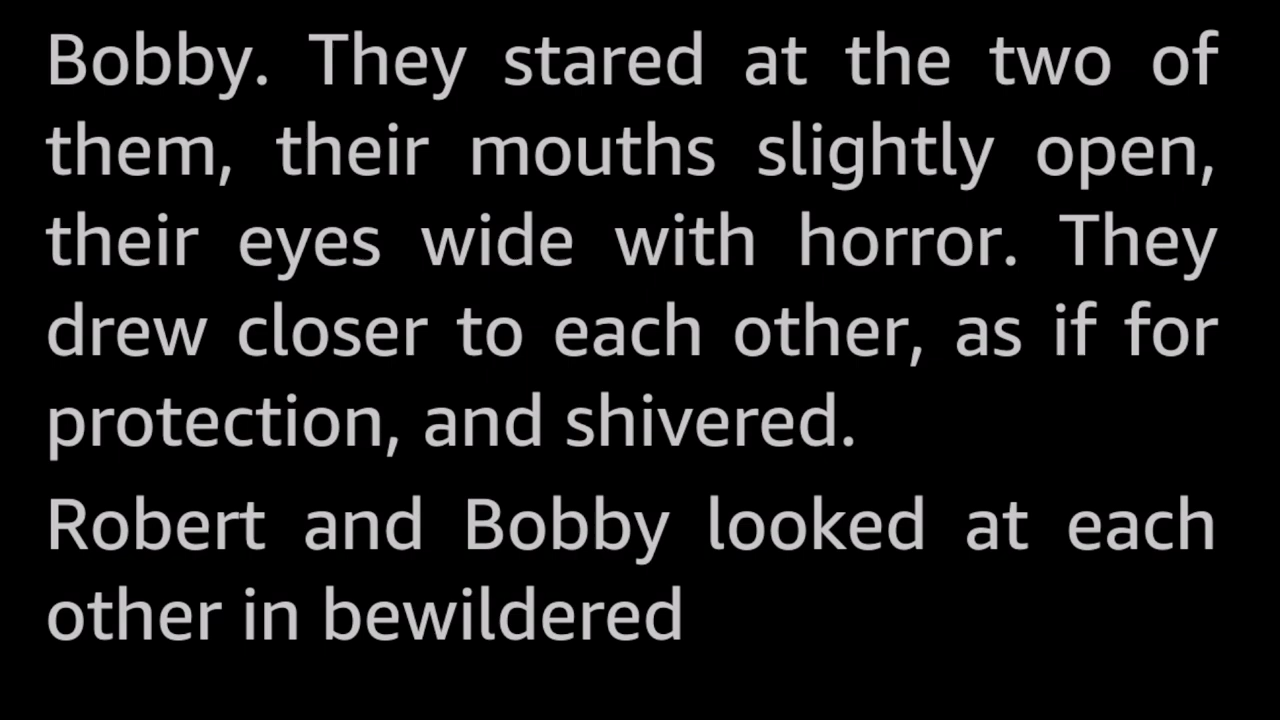 Bobby. They stared at the two of
them, their mouths slightly open,
their eyes wide with horror. They
drew closer to each other, as if for
protection, and shivered.
Robert and Bobby looked at each
other in bewildered